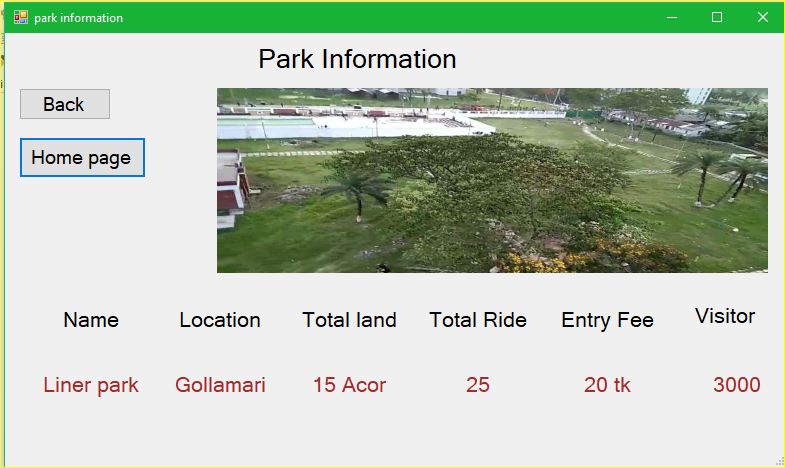 park information
Park Information
Back
Home page
Name Location Total land Total Ride Entry Fee Visitor
Liner park Gollamari 15 Acor 25 20 tk 3000